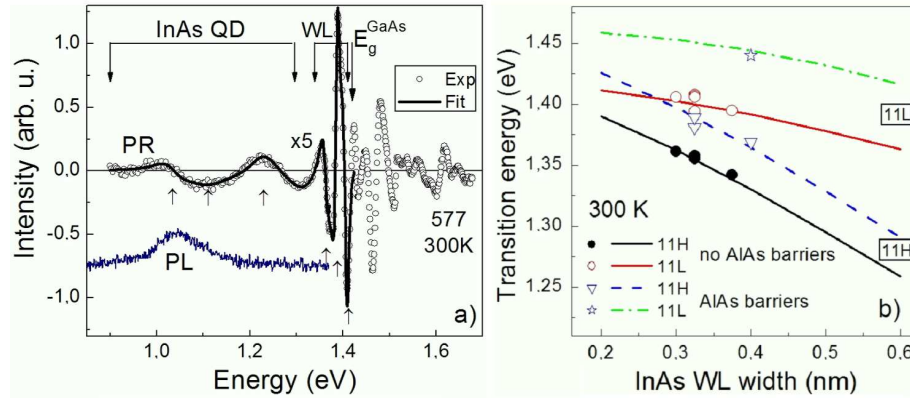 InAs QD
WL
E_g^GaAs
Exp
Fit
PR
x5
PL
577
300K
a)
1.0
0.5
0.0
-0.5
-1.0
Intensity (arb. u.)
1.0 1.2 1.4 1.6
Energy (eV)
1.45
1.40
1.35
1.30
1.25
Transition energy (eV)
11L
11H
300 K
11H
11L
no AlAs barriers
11H
11L
AlAs barriers
b)
0.2 0.3 0.4 0.5 0.6
InAs WL width (nm)